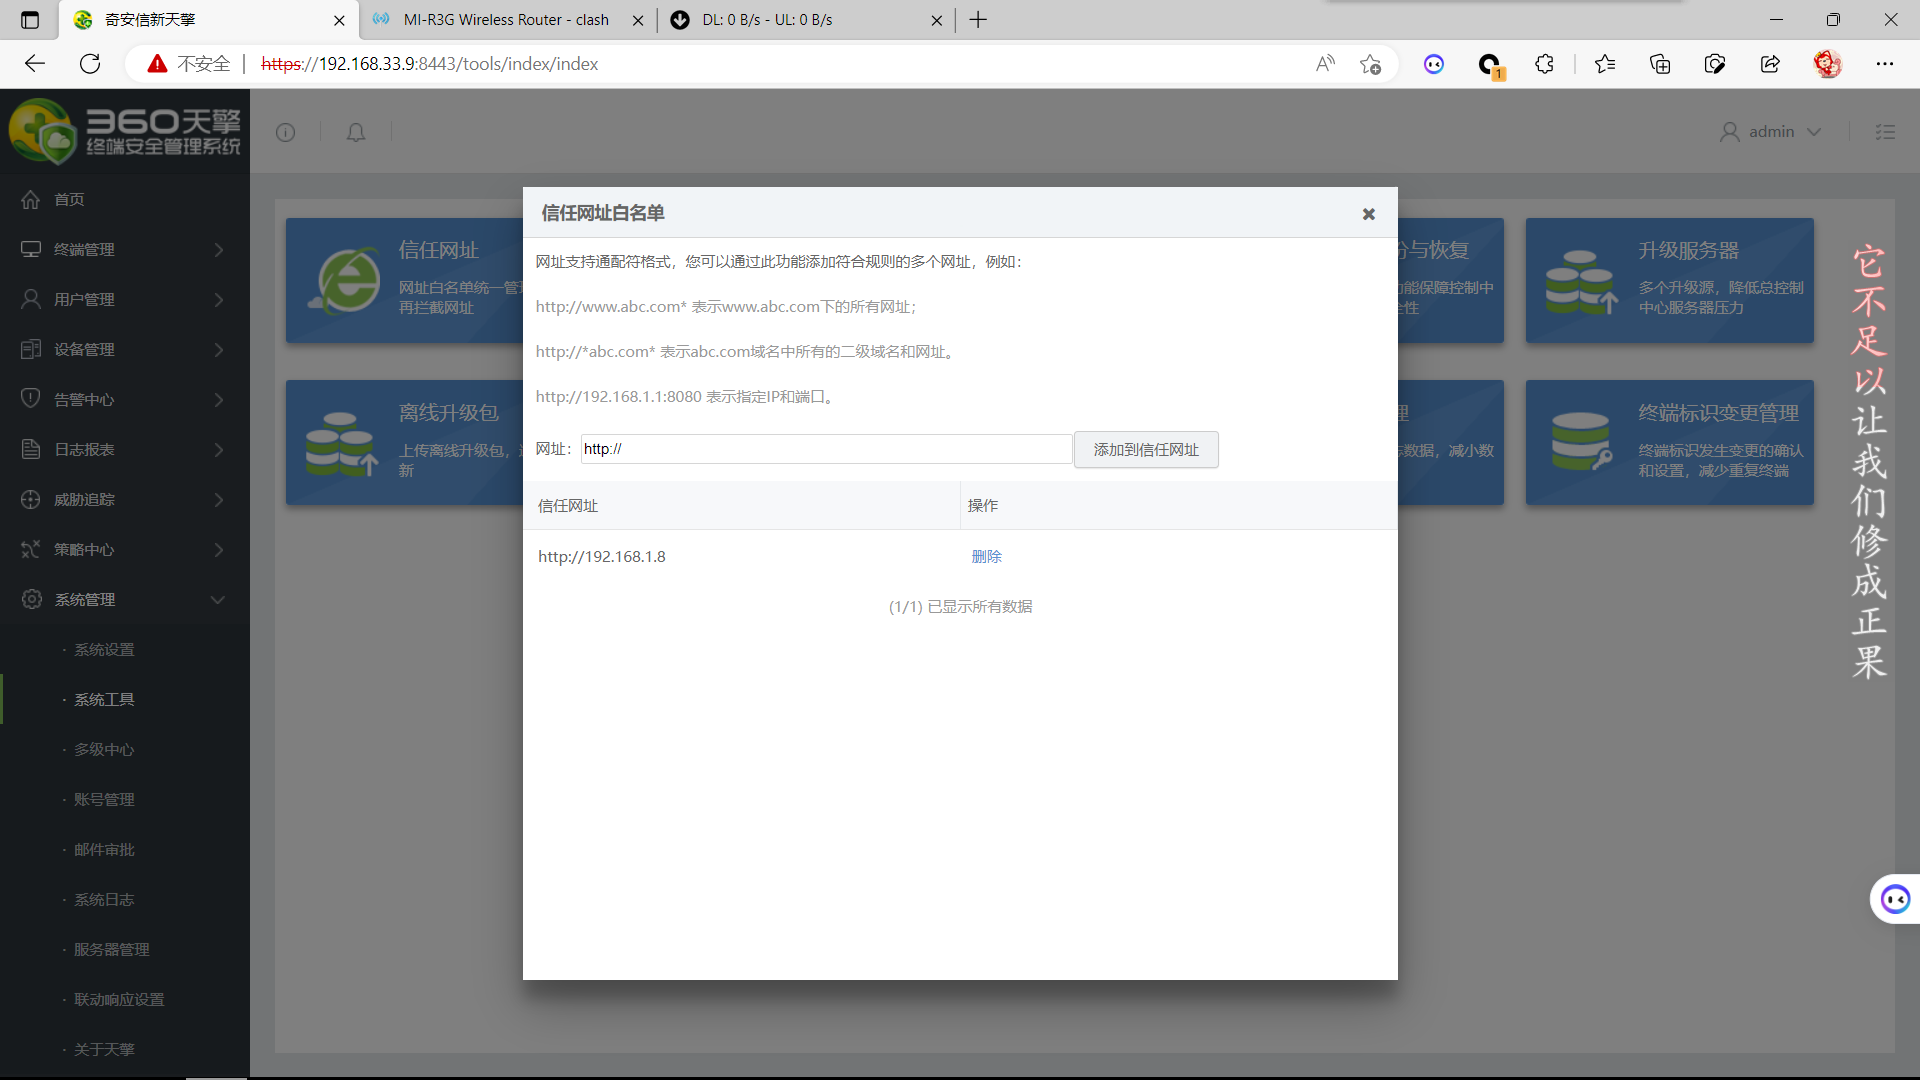 奇安信新天擎
MI-R3G Wireless Router - clash
DL: 0 B/s - UL: 0 B/s
不安全
https://192.168.33.9:8443/tools/index/index
1
360天擎
终端安全管理系统
admin
首页
终端管理
用户管理
设备管理
告警中心
日志报表
威胁追踪
策略中心
系统管理
· 系统设置
· 系统工具
· 多级中心
· 账号管理
· 邮件审批
· 系统日志
· 服务器管理
· 联动响应设置
· 关于天擎
信任网址
网址白名单统一管
再拦截网址
离线升级包
上传离线升级包，
新
信任网址白名单
网址支持通配符格式，您可以通过此功能添加符合规则的多个网址，例如：
http://www.abc.com* 表示www.abc.com下的所有网址；
http://*abc.com* 表示abc.com域名中所有的二级域名和网址。
http://192.168.1.1:8080 表示指定IP和端口。
网址：
http://
添加到信任网址
信任网址
操作
http://192.168.1.8
删除
(1/1) 已显示所有数据
与恢复
能保障控制中
全性
理
数据，减小数
升级服务器
多个升级源，降低总控制
中心服务器压力
终端标识变更管理
终端标识发生变更的确认
和设置，减少重复终端
它不足以让我们修成正果